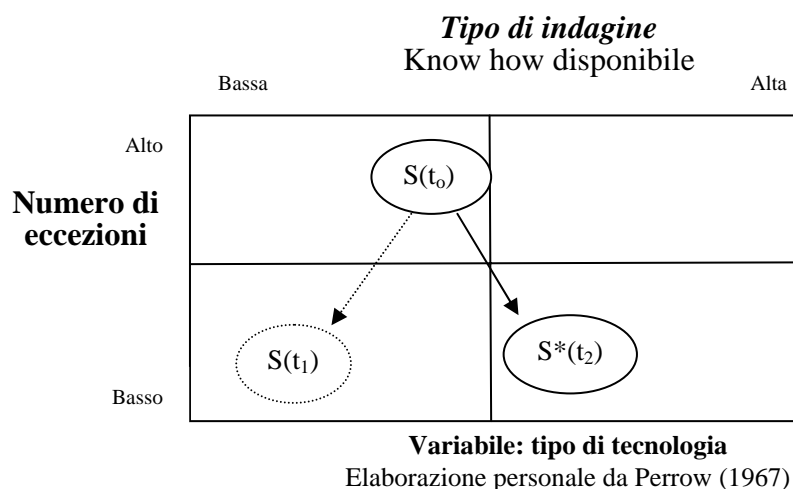 Tipo di indagine
Know how disponibile
Bassa
Alta
Alto
Numero di
eccezioni
S(to)
S(t1)
S*(t2)
Basso
Variabile: tipo di tecnologia
Elaborazione personale da Perrow (1967)